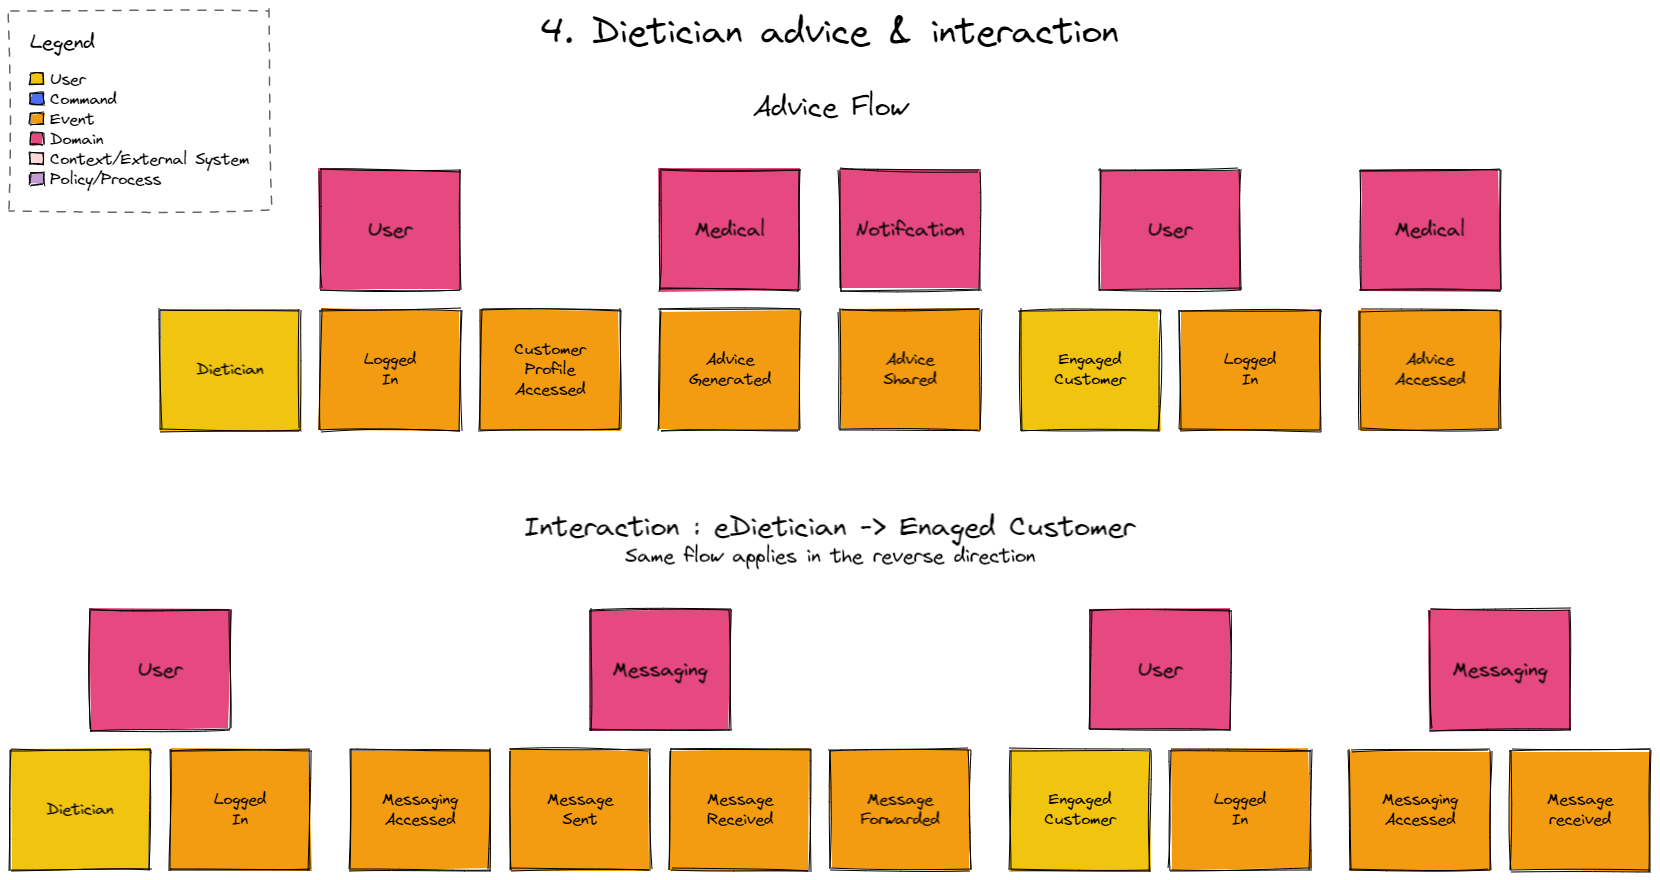 4. Dietician advice & interaction
Legend
User
Command
Event
Domain
Context/External System
Policy/Process
Advice Flow
User
Medical
Notifcation
User
Medical
Dietician
Logged
In
Customer
Profile
Accessed
Advice
Generated
Advice
Shared
Engaged
Customer
Logged
In
Advice
Accessed
Interaction : eDietician -> Enaged Customer
Same flow applies in the reverse direction
User
Messaging
User
Messaging
Dietician
Logged
In
Messaging
Accessed
Message
Sent
Message
Received
Message
Forwarded
Engaged
Customer
Logged
In
Messaging
Accessed
Message
received